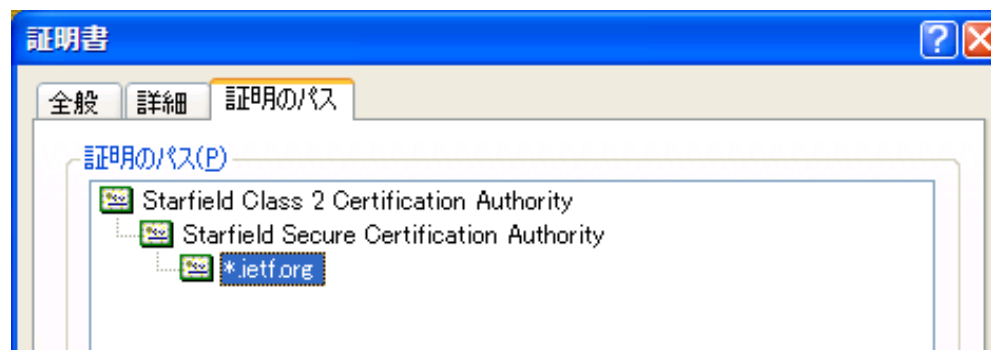 証明書
全般 詳細 証明のパス
証明のパス(P)
Starfield Class 2 Certification Authority
Starfield Secure Certification Authority
*.ietf.org